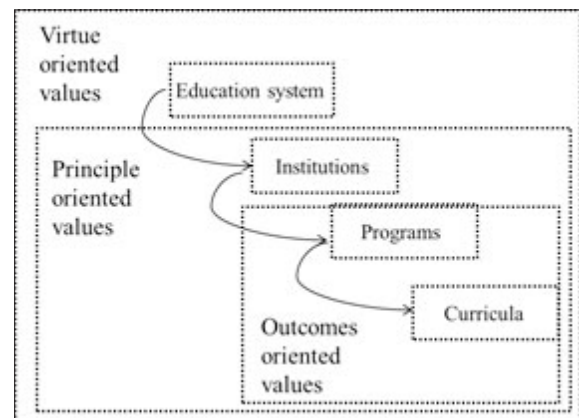 Virtue
oriented
values
Education system
Principle
oriented
values
Institutions
Programs
Curricula
Outcomes
oriented
values